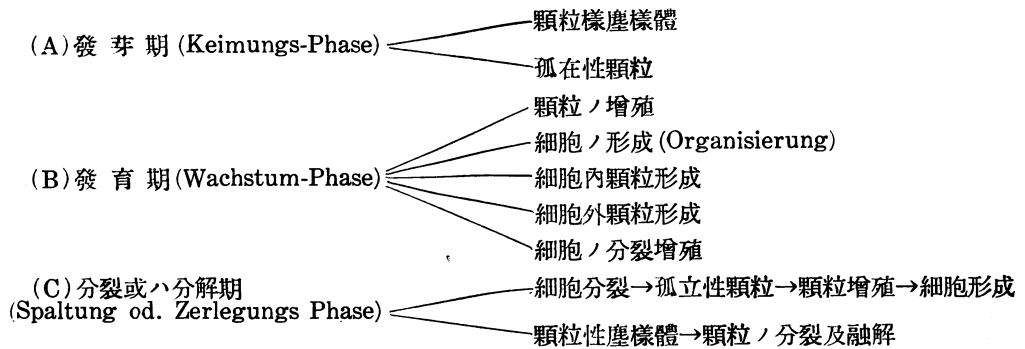 顆粒樣塵樣體
(A)發芽期(Keimungs-Phase)
孤在性顆粒
顆粒ノ增殖
細胞ノ形成(Organisierung)
(B)發育期(Wachstum-Phase)
細胞內顆粒形成
細胞外顆粒形成
細胞ノ分裂增殖
(C)分裂或ハ分解期
(Spaltung od. Zerlegungs Phase)
細胞分裂→孤立性顆粒→顆粒增殖→細胞形成
顆粒性塵樣體→顆粒ノ分裂及融解